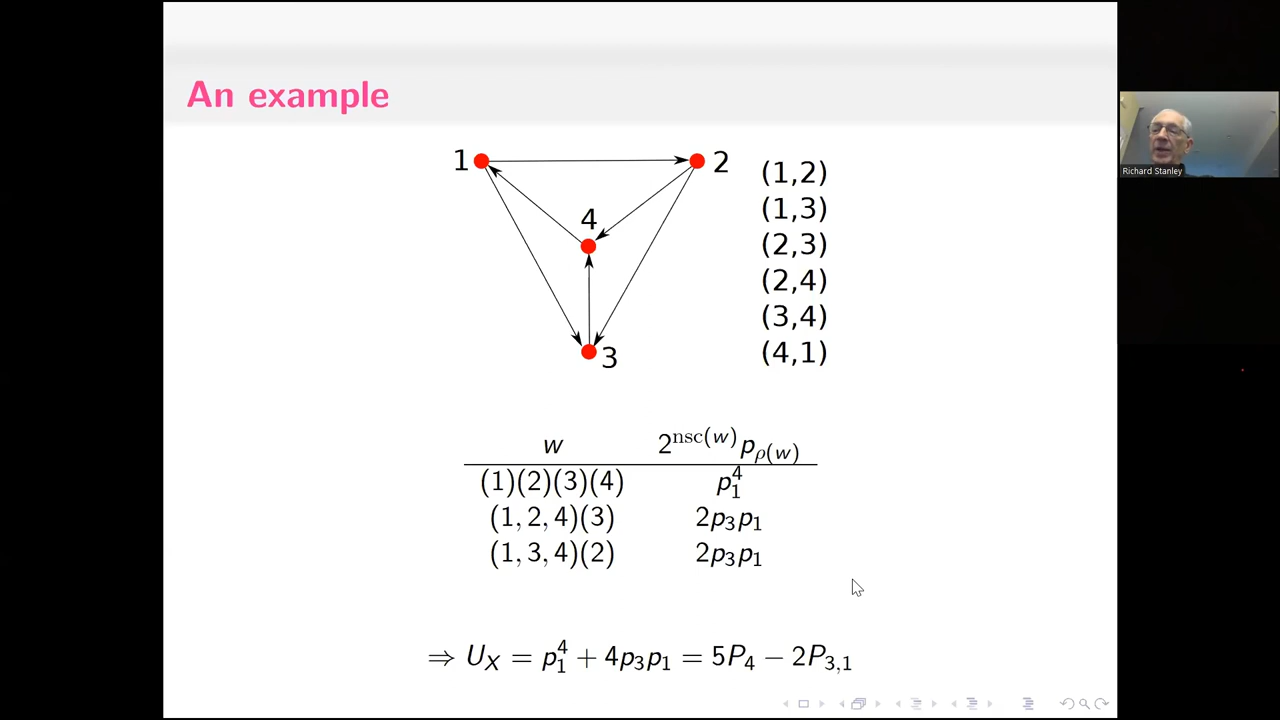 An example
1
2
4
3
(1,2)
(1,3)
(2,3)
(2,4)
(3,4)
(4,1)
w 2^{nsc(w)} p_{ρ(w)}
(1)(2)(3)(4) p_1^4
(1, 2, 4)(3) 2p_3p_1
(1, 3, 4)(2) 2p_3p_1
⇒ U_X = p_1^4 + 4p_3p_1 = 5P_4 − 2P_{3,1}
Richard Stanley